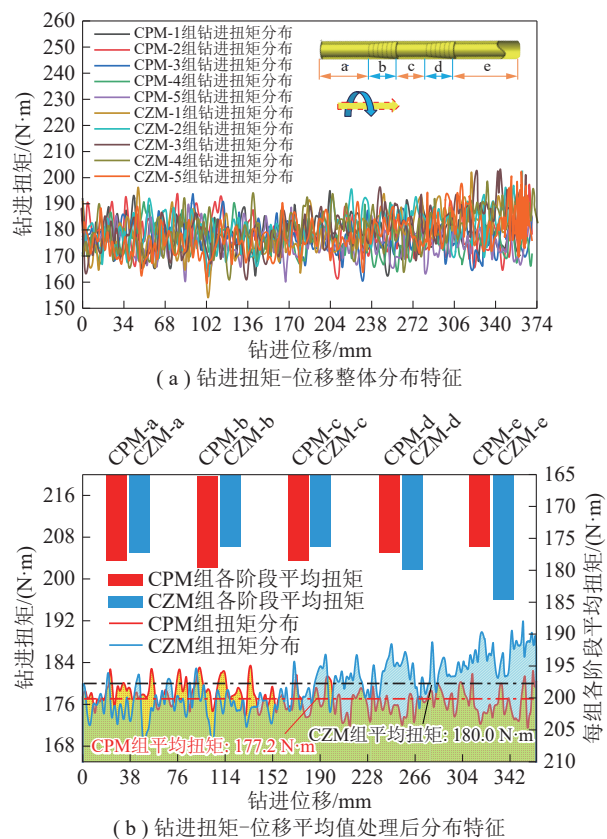 CPM-1组钻进扭矩分布
CPM-2组钻进扭矩分布
CPM-3组钻进扭矩分布
CPM-4组钻进扭矩分布
CPM-5组钻进扭矩分布
CZM-1组钻进扭矩分布
CZM-2组钻进扭矩分布
CZM-3组钻进扭矩分布
CZM-4组钻进扭矩分布
CZM-5组钻进扭矩分布
a b c d e
钻进扭矩/(N·m)
260
250
240
230
220
210
200
190
180
170
160
150
0 34 68 102 136 170 204 238 272 306 340 374
钻进位移/mm
( a ) 钻进扭矩-位移整体分布特征
CPM-a CZM-a CPM-b CZM-b CPM-c CZM-c CPM-d CZM-d CPM-e CZM-e
钻进扭矩/(N·m)
216
208
204
200
192
184
176
168
CPM组各阶段平均扭矩
CZM组各阶段平均扭矩
CPM组扭矩分布
CZM组扭矩分布
CPM组平均扭矩: 177.2 N·m
CZM组平均扭矩: 180.0 N·m
165
170
175
180
185
190
195
200
205
210
每组各阶段平均扭矩/(N·m)
0 38 76 114 152 190 228 266 304 342
钻进位移/mm
( b ) 钻进扭矩-位移平均值处理后分布特征